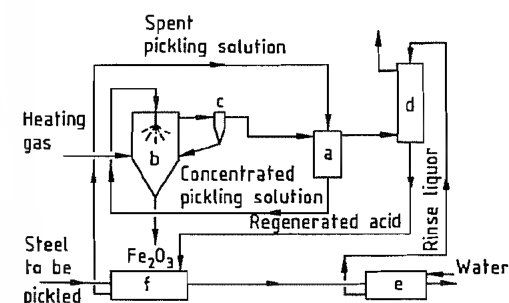 Spent
pickling solution
c
d
Heating
gas
b
a
Concentrated
pickling solution
Rinse liquor
Regenerated acid
Steel
to be
pickled
Fe₂O₃
f
e
Water